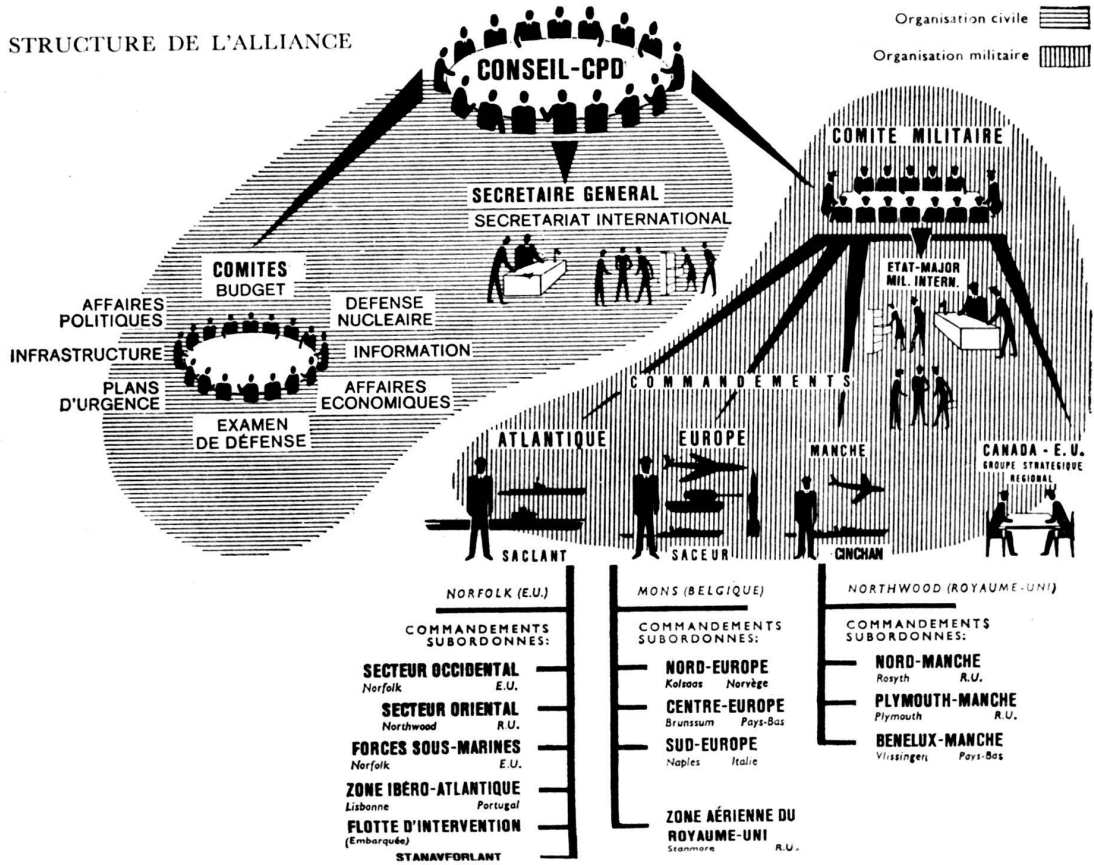 STRUCTURE DE L'ALLIANCE
Organisation civile
Organisation militaire
CONSEIL-CPD
COMITE MILITAIRE
SECRETAIRE GENERAL
SECRETARIAT INTERNATIONAL
ETAT-MAJOR
MIL. INTERN.
COMITES
BUDGET
AFFAIRES
POLITIQUES
DEFENSE
NUCLEAIRE
INFRASTRUCTURE
INFORMATION
PLANS
D'URGENCE
AFFAIRES
ECONOMIQUES
EXAMEN
DE DÉFENSE
COMMANDEMENTS
ATLANTIQUE
EUROPE
MANCHE
CANADA - E.U.
GROUPE STRATEGIQUE
REGIONAL
SACLANT
SACEUR
CINCHAN
NORFOLK (E.U.)
COMMANDEMENTS
SUBORDONNES:
SECTEUR OCCIDENTAL
Norfolk E.U.
SECTEUR ORIENTAL
Northwood R.U.
FORCES SOUS-MARINES
Norfolk E.U.
ZONE IBÉRO-ATLANTIQUE
Lisbonne Portugal
FLOTTE D'INTERVENTION
(Embarquée)
STANAVFORLANT
MONS (BELGIQUE)
COMMANDEMENTS
SUBORDONNES:
NORD-EUROPE
Kolsaas Norvège
CENTRE-EUROPE
Brunssum Pays-Bas
SUD-EUROPE
Naples Italie
ZONE AÉRIENNE DU
ROYAUME-UNI
Stanmore R.U.
NORTHWOOD (ROYAUME-UNI)
COMMANDEMENTS
SUBORDONNES:
NORD-MANCHE
Rosyth R.U.
PLYMOUTH-MANCHE
Plymouth R.U.
BENELUX-MANCHE
Vlissingen Pays-Bas